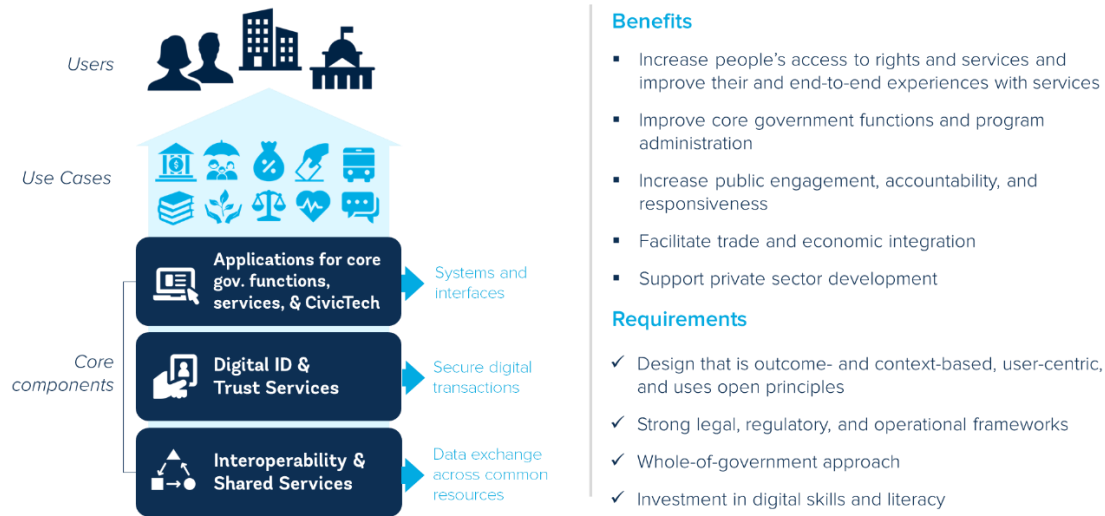 Users
Use Cases
Applications for core
gov. functions,
services, & CivicTech
Systems and
interfaces
Core
components
Digital ID &
Trust Services
Secure digital
transactions
Interoperability &
Shared Services
Data exchange
across common
resources
Benefits
▪ Increase people's access to rights and services and
improve their and end-to-end experiences with services
▪ Improve core government functions and program
administration
▪ Increase public engagement, accountability, and
responsiveness
▪ Facilitate trade and economic integration
▪ Support private sector development
Requirements
✓ Design that is outcome- and context-based, user-centric,
and uses open principles
✓ Strong legal, regulatory, and operational frameworks
✓ Whole-of-government approach
✓ Investment in digital skills and literacy